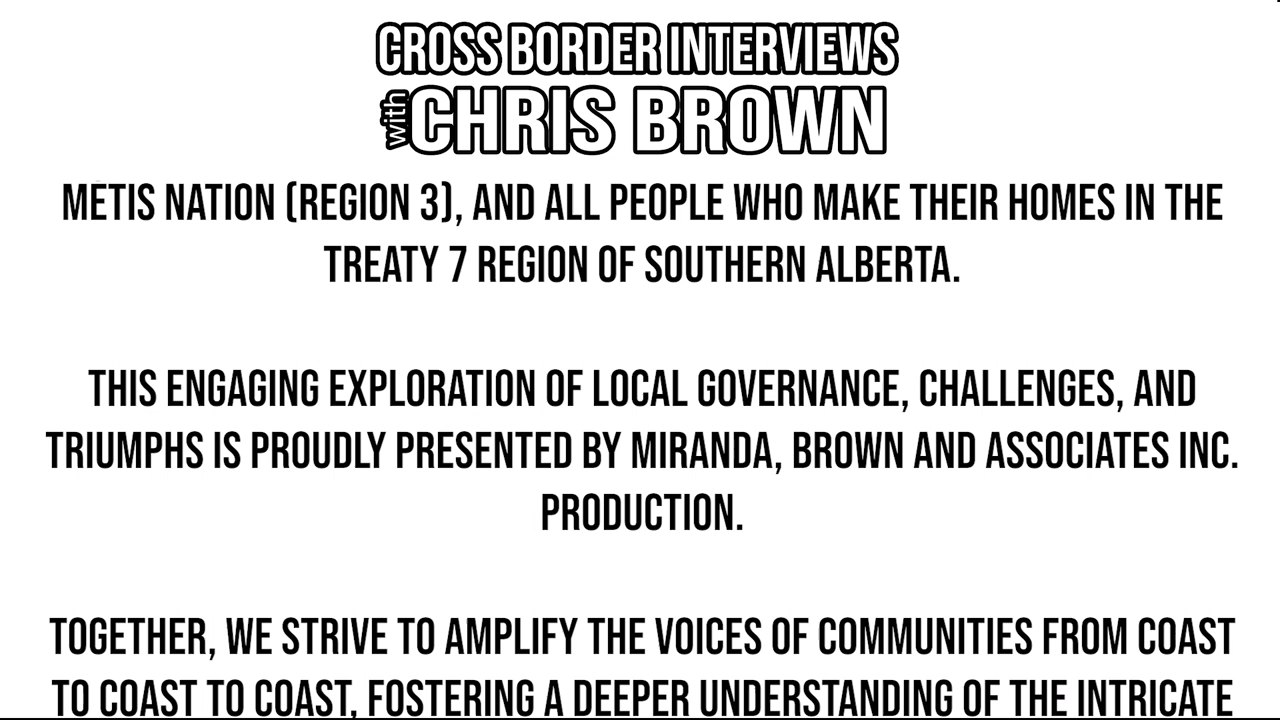 CROSS BORDER INTERVIEWS
with CHRIS BROWN
MÉTIS NATION (REGION 3), AND ALL PEOPLE WHO MAKE THEIR HOMES IN THE
TREATY 7 REGION OF SOUTHERN ALBERTA.
THIS ENGAGING EXPLORATION OF LOCAL GOVERNANCE, CHALLENGES, AND
TRIUMPHS IS PROUDLY PRESENTED BY MIRANDA, BROWN AND ASSOCIATES INC.
PRODUCTION.
TOGETHER, WE STRIVE TO AMPLIFY THE VOICES OF COMMUNITIES FROM COAST
TO COAST TO COAST, FOSTERING A DEEPER UNDERSTANDING OF THE INTRICATE